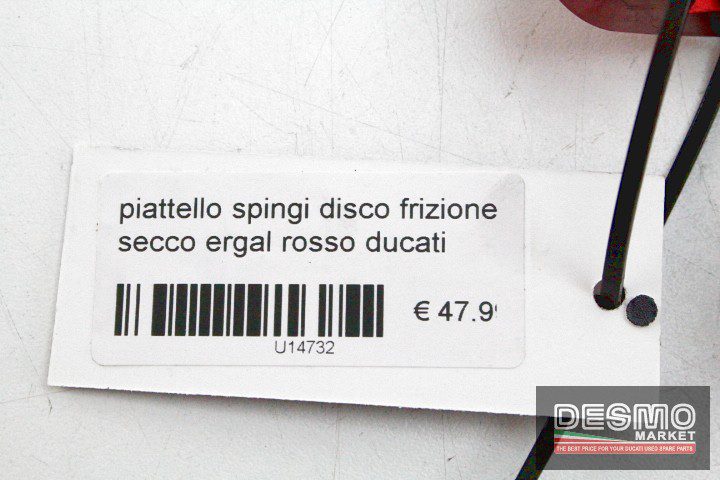 piattello spingi disco frizione
secco ergal rosso ducati
€ 47.9
U14732
DESMO
MARKET
THE BEST PRICE FOR YOUR DUCATI USED SPARE PARTS